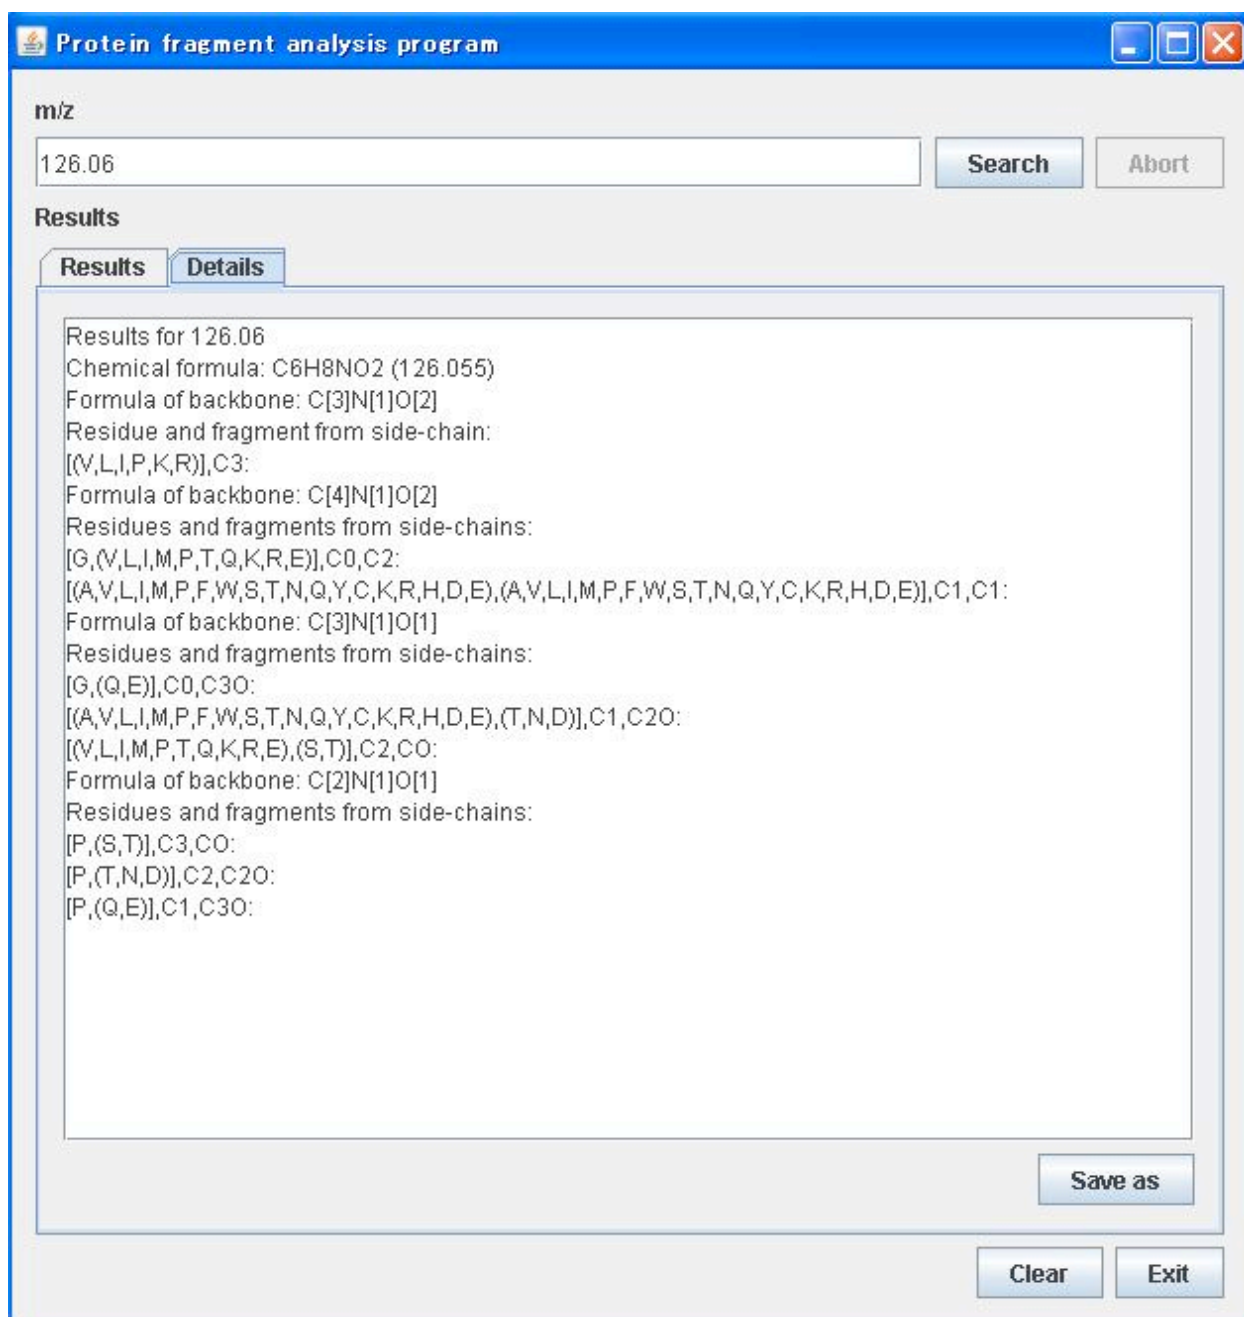 Protein fragment analysis program
m/z
126.06
Search
Abort
Results
Results
Details
Results for 126.06
Chemical formula: C6H8NO2 (126.055)
Formula of backbone: C[3]N[1]O[2]
Residue and fragment from side-chain:
[(V,L,I,P,K,R)],C3:
Formula of backbone: C[4]N[1]O[2]
Residues and fragments from side-chains:
[G,(V,L,I,M,P,T,Q,K,R,E)],C0,C2:
[(A,V,L,I,M,P,F,W,S,T,N,Q,Y,C,K,R,H,D,E),(A,V,L,I,M,P,F,W,S,T,N,Q,Y,C,K,R,H,D,E)],C1,C1:
Formula of backbone: C[3]N[1]O[1]
Residues and fragments from side-chains:
[G,(Q,E)],C0,C3O:
[(A,V,L,I,M,P,F,W,S,T,N,Q,Y,C,K,R,H,D,E),(T,N,D)],C1,C2O:
[(V,L,I,M,P,T,Q,K,R,E),(S,T)],C2,CO:
Formula of backbone: C[2]N[1]O[1]
Residues and fragments from side-chains:
[P,(S,T)],C3,CO:
[P,(T,N,D)],C2,C2O:
[P,(Q,E)],C1,C3O:
Save as
Clear
Exit